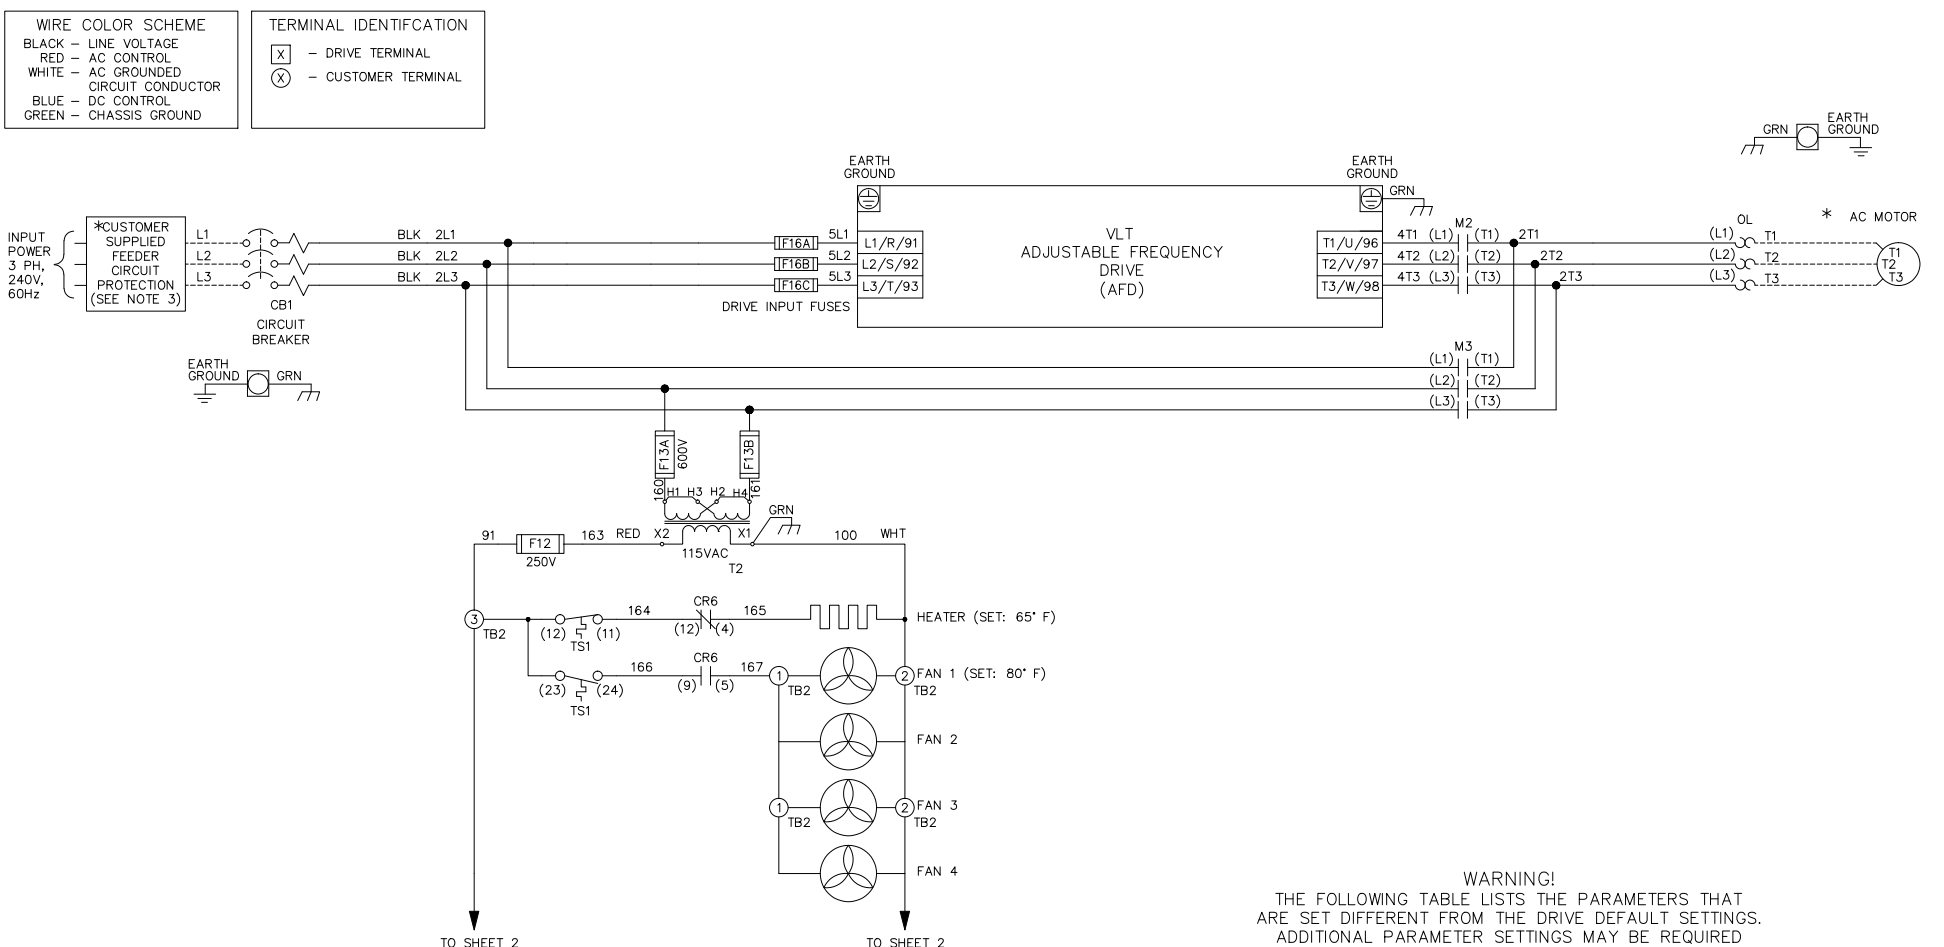 WIRE COLOR SCHEME
BLACK – LINE VOLTAGE
RED – AC CONTROL
WHITE – AC GROUNDED
CIRCUIT CONDUCTOR
BLUE – DC CONTROL
GREEN – CHASSIS GROUND
TERMINAL IDENTIFCATION
X – DRIVE TERMINAL
X – CUSTOMER TERMINAL
GRN
EARTH
GROUND
INPUT
POWER
3 PH,
240V,
60Hz
*CUSTOMER
SUPPLIED
FEEDER
CIRCUIT
PROTECTION
(SEE NOTE 3)
L1
L2
L3
CB1
CIRCUIT
BREAKER
BLK 2L1
BLK 2L2
BLK 2L3
F16A
F16B
F16C
5L1
5L2
5L3
DRIVE INPUT FUSES
EARTH
GROUND
L1/R/91
L2/S/92
L3/T/93
VLT
ADJUSTABLE FREQUENCY
DRIVE
(AFD)
EARTH
GROUND
GRN
T1/U/96
T2/V/97
T3/W/98
M2
4T1 (L1) (T1) 2T1
4T2 (L2) (T2) 2T2
4T3 (L3) (T3) 2T3
OL
(L1) T1
(L2) T2
(L3) T3
* AC MOTOR
T1
T2
T3
EARTH
GROUND
GRN
M3
(L1) (T1)
(L2) (T2)
(L3) (T3)
F13A
600V
F13B
160
H1 H3 H2 H4
161
GRN
91
F12
250V
163 RED X2
X1
115VAC
T2
100 WHT
3
TB2
(12) (11)
TS1
164
CR6
(12) (4)
165
HEATER (SET: 65° F)
(23) (24)
TS1
166
CR6
(9) (5)
167
1
TB2
2
TB2
FAN 1 (SET: 80° F)
FAN 2
1
TB2
2
TB2
FAN 3
FAN 4
TO SHEET 2
TO SHEET 2
WARNING!
THE FOLLOWING TABLE LISTS THE PARAMETERS THAT
ARE SET DIFFERENT FROM THE DRIVE DEFAULT SETTINGS.
ADDITIONAL PARAMETER SETTINGS MAY BE REQUIRED